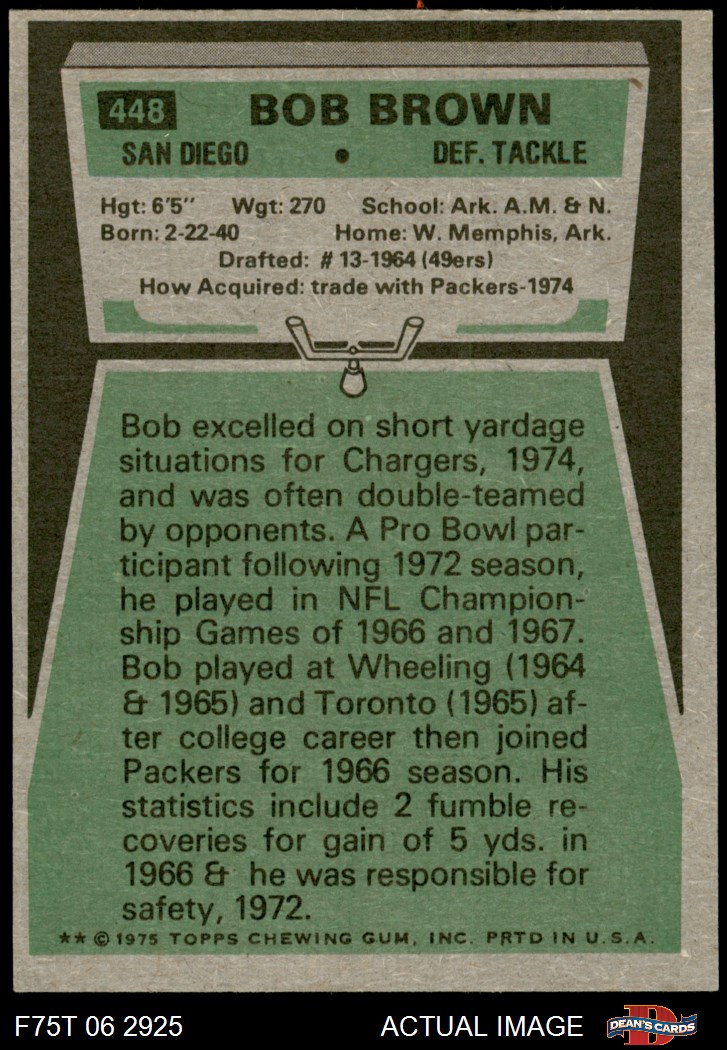 448 BOB BROWN
SAN DIEGO • DEF. TACKLE
Hgt: 6'5" Wgt: 270 School: Ark. A.M. & N.
Born: 2-22-40 Home: W. Memphis, Ark.
Drafted: #13-1964 (49ers)
How Acquired: trade with Packers-1974
Bob excelled on short yardage
situations for Chargers, 1974,
and was often double-teamed
by opponents. A Pro Bowl par-
ticipant following 1972 season,
he played in NFL Champion-
ship Games of 1966 and 1967.
Bob played at Wheeling (1964
& 1965) and Toronto (1965) af-
ter college career then joined
Packers for 1966 season. His
statistics include 2 fumble re-
coveries for gain of 5 yds. in
1966 & he was responsible for
safety, 1972.
** © 1975 TOPPS CHEWING GUM, INC. PRTD IN U.S.A.
F75T 06 2925 ACTUAL IMAGE D DEAN'S CARDS